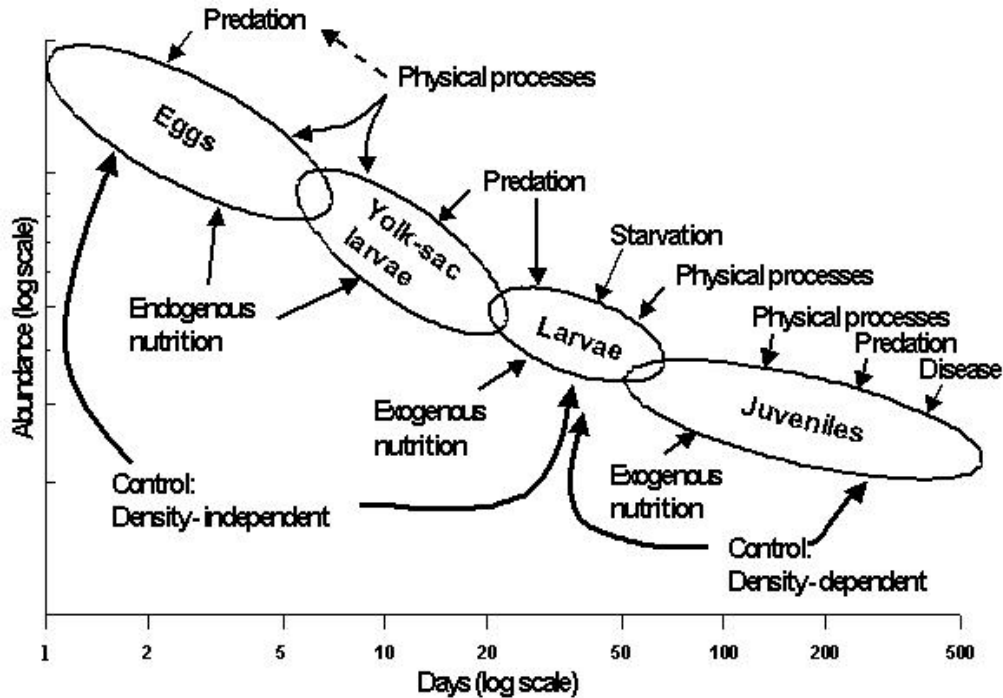 Predation
Physical processes
Eggs
Predation
Yolk-sac
larvae
Starvation
Physical processes
Endogenous
nutrition
Larvae
Physical processes
Predation
Disease
Exogenous
nutrition
Juveniles
Exogenous
nutrition
Control:
Density-independent
Control:
Density-dependent
Abundance (log scale)
1 2 5 10 20 50 100 200 500
Days (log scale)